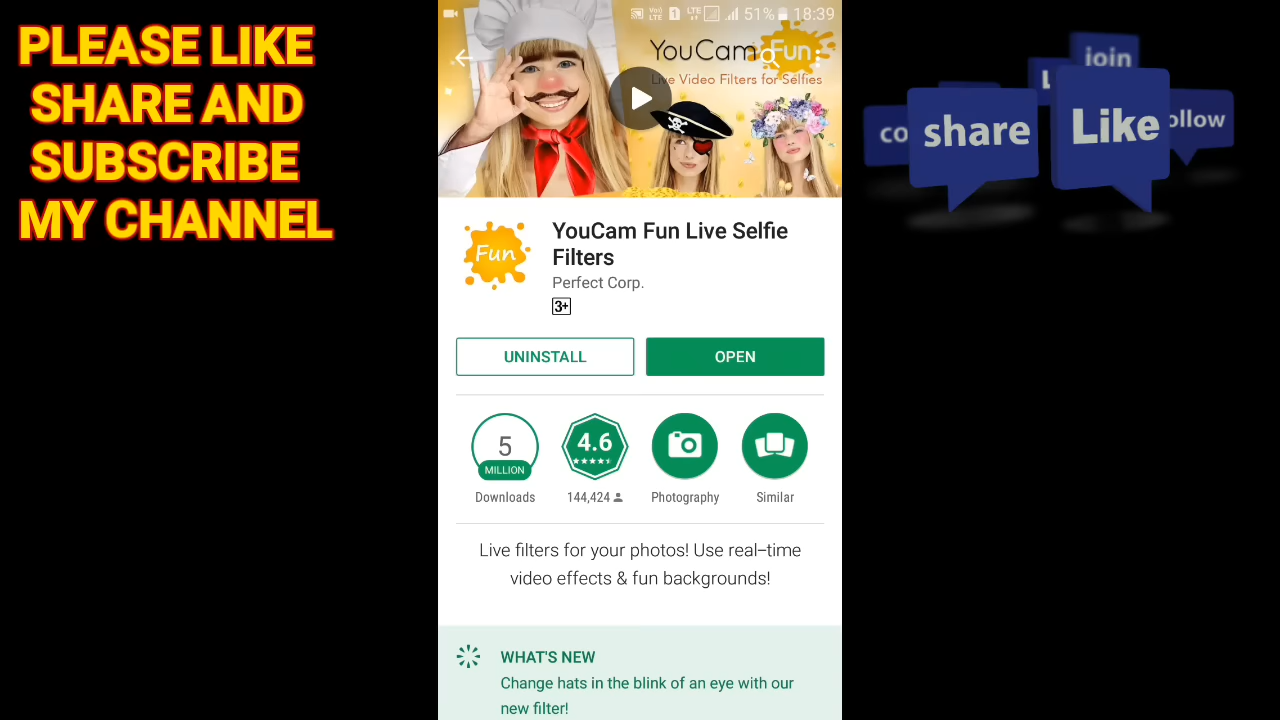 PLEASE LIKE
SHARE AND
SUBSCRIBE
MY CHANNEL
VoLTE 1 LTE 51% 18:39
YouCam Fun
Live Video Filters for Selfies
join
L
co
share
Like
ollow
Fun
YouCam Fun Live Selfie
Filters
Perfect Corp.
3+
UNINSTALL
OPEN
5
MILLION
Downloads
4.6
144,424
Photography
Similar
Live filters for your photos! Use real-time
video effects & fun backgrounds!
WHAT'S NEW
Change hats in the blink of an eye with our
new filter!